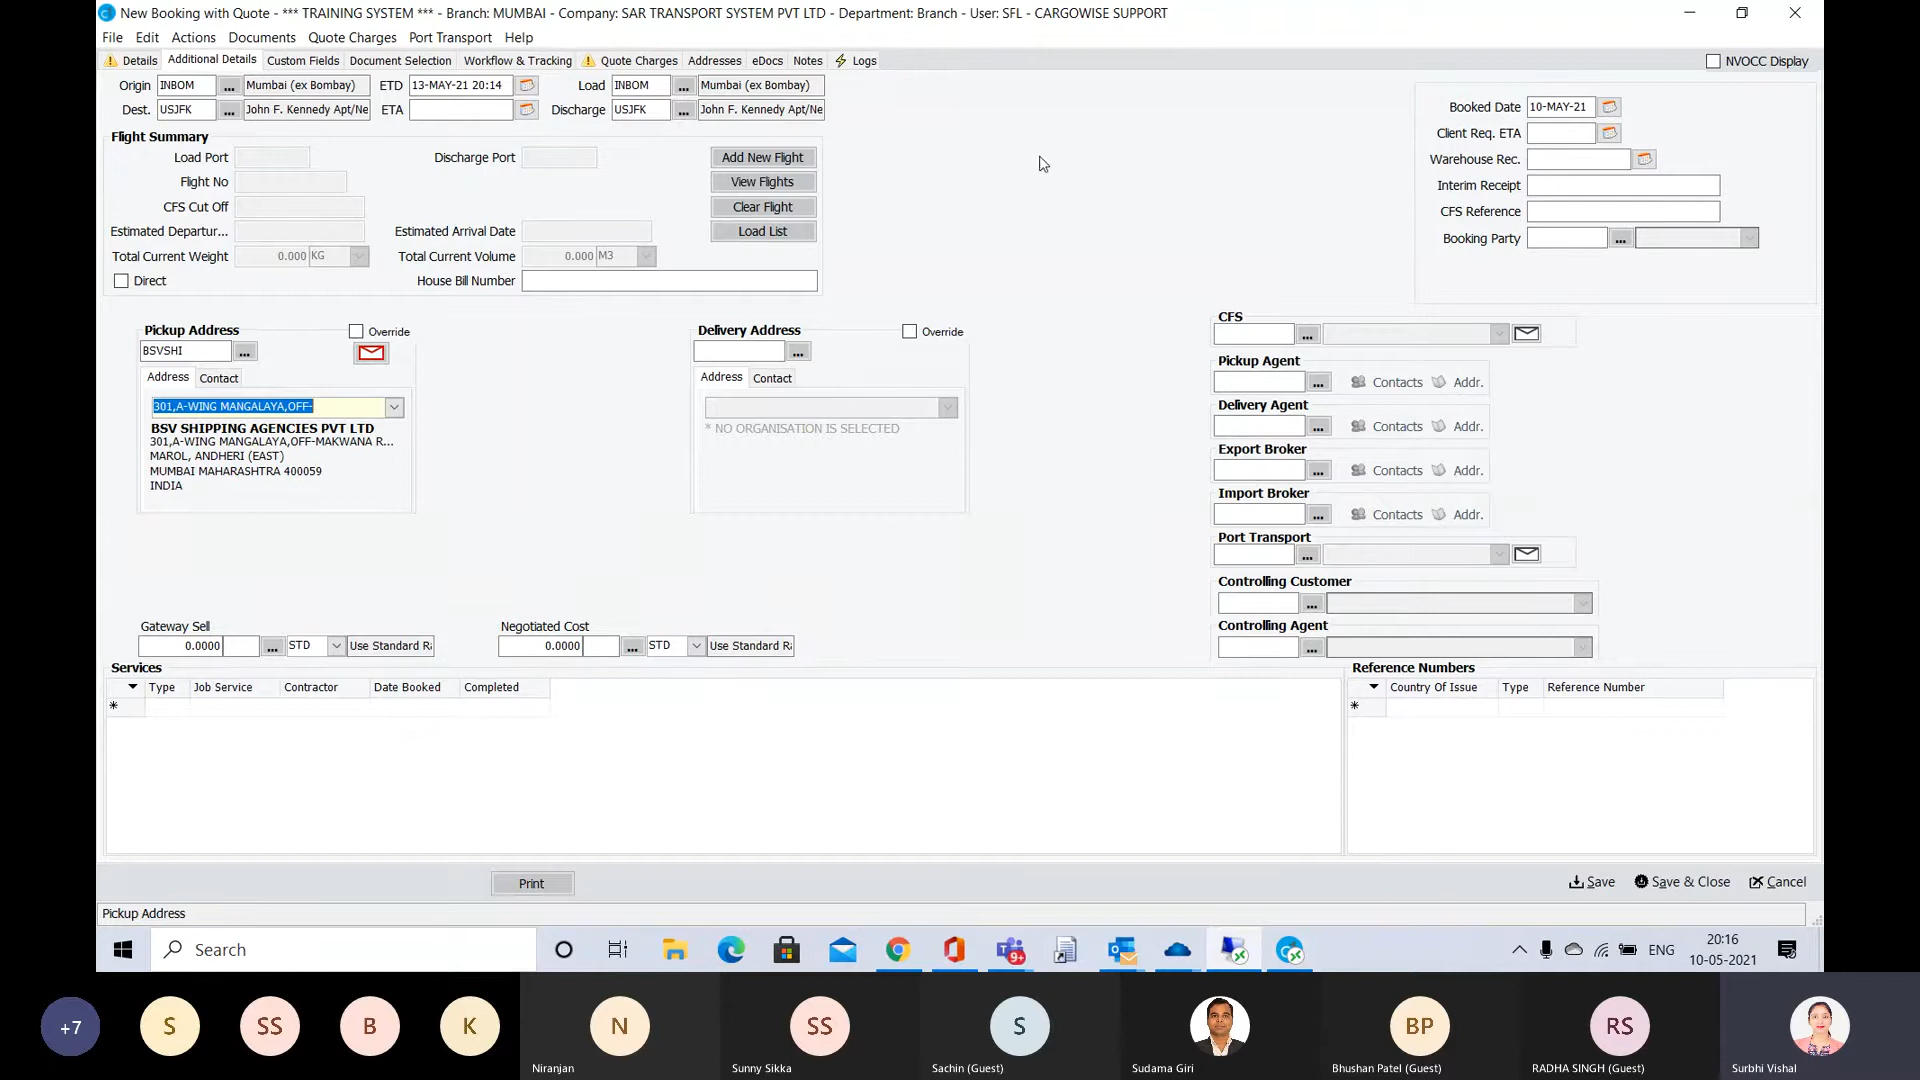 New Booking with Quote - *** TRAINING SYSTEM *** - Branch: MUMBAI - Company: SAR TRANSPORT SYSTEM PVT LTD - Department: Branch - User: SFL - CARGOWISE SUPPORT
File Edit Actions Documents Quote Charges Port Transport Help
Details Additional Details Custom Fields Document Selection Workflow & Tracking Quote Charges Addresses eDocs Notes Logs NVOCC Display
Origin INBOM ... Mumbai (ex Bombay) ETD 13-MAY-21 20:14 Load INBOM ... Mumbai (ex Bombay)
Dest. USJFK ... John F. Kennedy Apt/Ne ETA Discharge USJFK ... John F. Kennedy Apt/Ne
Booked Date 10-MAY-21
Client Req. ETA
Warehouse Rec.
Interim Receipt
CFS Reference
Booking Party ...
Flight Summary
Load Port Discharge Port Add New Flight
Flight No View Flights
CFS Cut Off Clear Flight
Estimated Departur... Estimated Arrival Date Load List
Total Current Weight 0.000 KG Total Current Volume 0.000 M3
Direct House Bill Number
Pickup Address Override
BSVSHI ...
Address Contact
301,A-WING MANGALAYA,OFF-
BSV SHIPPING AGENCIES PVT LTD
301,A-WING MANGALAYA,OFF-MAKWANA R...
MAROL, ANDHERI (EAST)
MUMBAI MAHARASHTRA 400059
INDIA
Delivery Address Override
...
Address Contact
* NO ORGANISATION IS SELECTED
CFS
...
Pickup Agent
... Contacts Addr.
Delivery Agent
... Contacts Addr.
Export Broker
... Contacts Addr.
Import Broker
... Contacts Addr.
Port Transport
...
Controlling Customer
...
Controlling Agent
...
Gateway Sell Negotiated Cost
0.0000 ... STD Use Standard Ra 0.0000 ... STD Use Standard Ra
Services
Type Job Service Contractor Date Booked Completed
*
Reference Numbers
Country Of Issue Type Reference Number
*
Print Save Save & Close Cancel
Pickup Address
Search 9+ ENG 20:16
10-05-2021
+7 S SS B K N SS S BP RS
Niranjan Sunny Sikka Sachin (Guest) Sudama Giri Bhushan Patel (Guest) RADHA SINGH (Guest) Surbhi Vishal